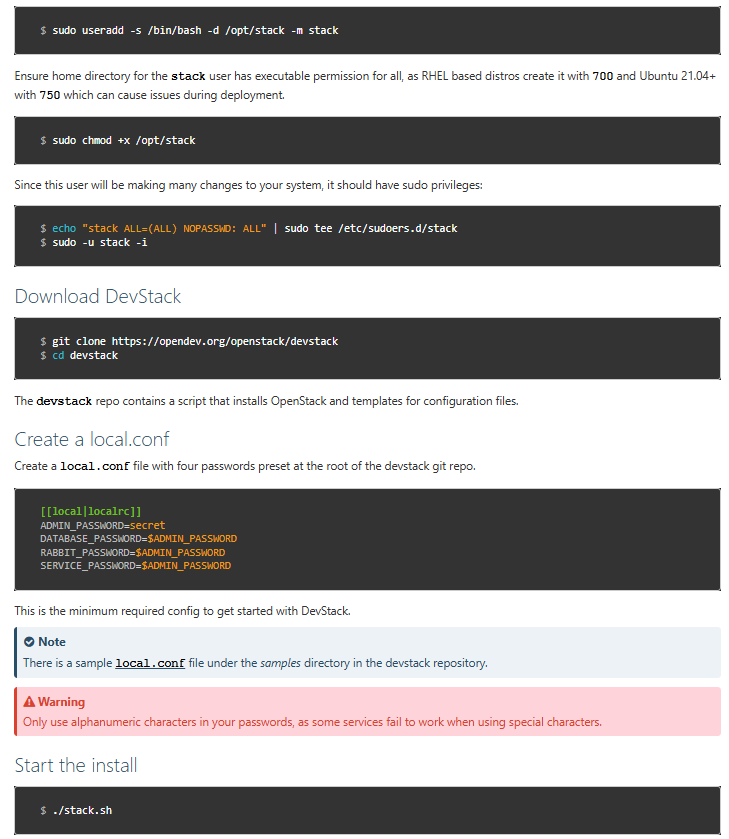 $ sudo useradd -s /bin/bash -d /opt/stack -m stack
Ensure home directory for the stack user has executable permission for all, as RHEL based distros create it with 700 and Ubuntu 21.04+
with 750 which can cause issues during deployment.
$ sudo chmod +x /opt/stack
Since this user will be making many changes to your system, it should have sudo privileges:
$ echo "stack ALL=(ALL) NOPASSWD: ALL" | sudo tee /etc/sudoers.d/stack
$ sudo -u stack -i
Download DevStack
$ git clone https://opendev.org/openstack/devstack
$ cd devstack
The devstack repo contains a script that installs OpenStack and templates for configuration files.
Create a local.conf
Create a local.conf file with four passwords preset at the root of the devstack git repo.
[[local|localrc]]
ADMIN_PASSWORD=secret
DATABASE_PASSWORD=$ADMIN_PASSWORD
RABBIT_PASSWORD=$ADMIN_PASSWORD
SERVICE_PASSWORD=$ADMIN_PASSWORD
This is the minimum required config to get started with DevStack.
Note
There is a sample local.conf file under the samples directory in the devstack repository.
Warning
Only use alphanumeric characters in your passwords, as some services fail to work when using special characters.
Start the install
$ ./stack.sh